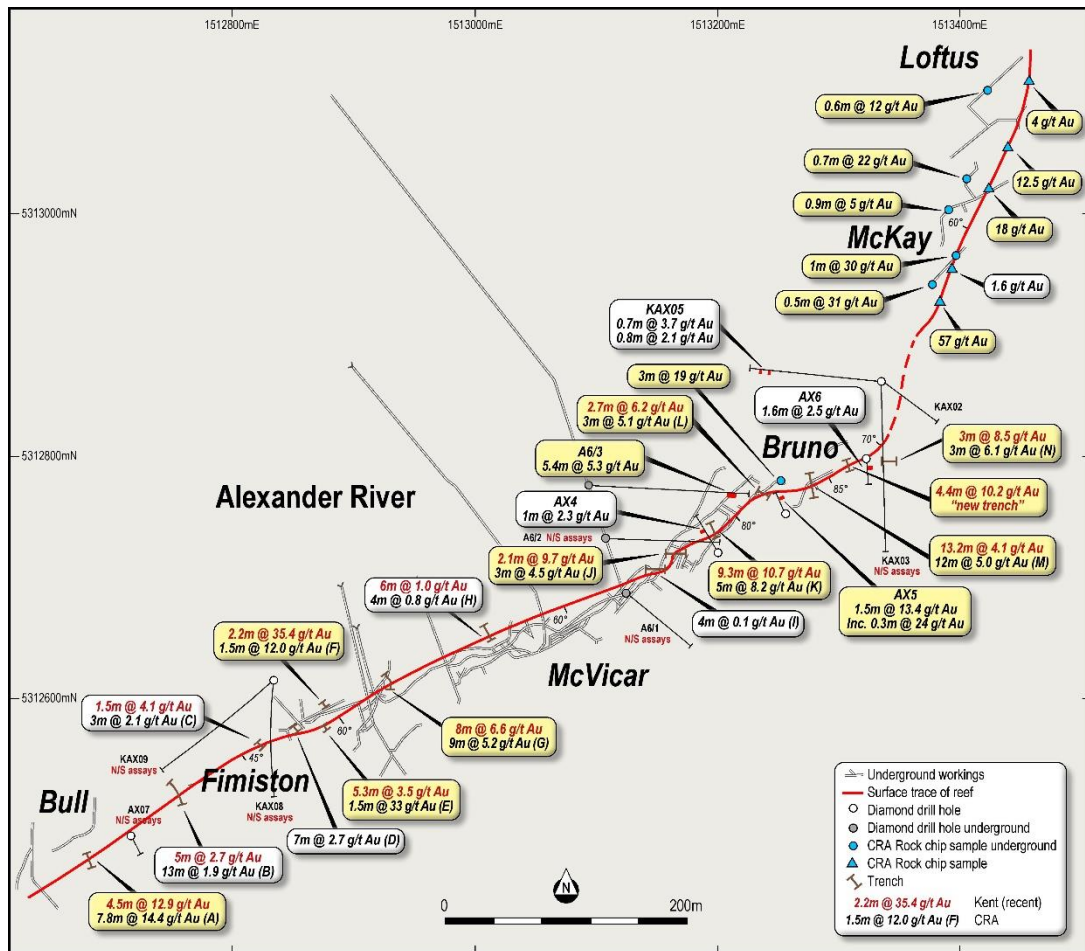 1512800mE
1513000mE
1513200mE
1513400mE
Loftus
0.6m @ 12 g/t Au
4 g/t Au
0.7m @ 22 g/t Au
12.5 g/t Au
5313000mN
0.9m @ 5 g/t Au
60°
18 g/t Au
McKay
1m @ 30 g/t Au
1.6 g/t Au
0.5m @ 31 g/t Au
KAX05
0.7m @ 3.7 g/t Au
0.8m @ 2.1 g/t Au
57 g/t Au
3m @ 19 g/t Au
AX6
1.6m @ 2.5 g/t Au
KAX02
2.7m @ 6.2 g/t Au
3m @ 5.1 g/t Au (L)
Bruno
70°
3m @ 8.5 g/t Au
3m @ 6.1 g/t Au (N)
5312800mN
A6/3
5.4m @ 5.3 g/t Au
85°
4.4m @ 10.2 g/t Au
"new trench"
Alexander River
AX4
1m @ 2.3 g/t Au
80°
A6/2 N/S assays
KAX03
N/S assays
13.2m @ 4.1 g/t Au
12m @ 5.0 g/t Au (M)
2.1m @ 9.7 g/t Au
3m @ 4.5 g/t Au (J)
9.3m @ 10.7 g/t Au
5m @ 8.2 g/t Au (K)
AX5
1.5m @ 13.4 g/t Au
Inc. 0.3m @ 24 g/t Au
6m @ 1.0 g/t Au
4m @ 0.8 g/t Au (H)
60°
A6/1
N/S assays
4m @ 0.1 g/t Au (I)
2.2m @ 35.4 g/t Au
1.5m @ 12.0 g/t Au (F)
McVicar
5312600mN
1.5m @ 4.1 g/t Au
3m @ 2.1 g/t Au (C)
60°
8m @ 6.6 g/t Au
9m @ 5.2 g/t Au (G)
45°
KAX09
N/S assays
Fimiston
5.3m @ 3.5 g/t Au
1.5m @ 33 g/t Au (E)
Bull
AX07
N/S assays
KAX08
N/S assays
7m @ 2.7 g/t Au (D)
5m @ 2.7 g/t Au
13m @ 1.9 g/t Au (B)
4.5m @ 12.9 g/t Au
7.8m @ 14.4 g/t Au (A)
N
0
200m
Underground workings
Surface trace of reef
Diamond drill hole
Diamond drill hole underground
CRA Rock chip sample underground
CRA Rock chip sample
Trench
2.2m @ 35.4 g/t Au Kent (recent)
1.5m @ 12.0 g/t Au (F) CRA